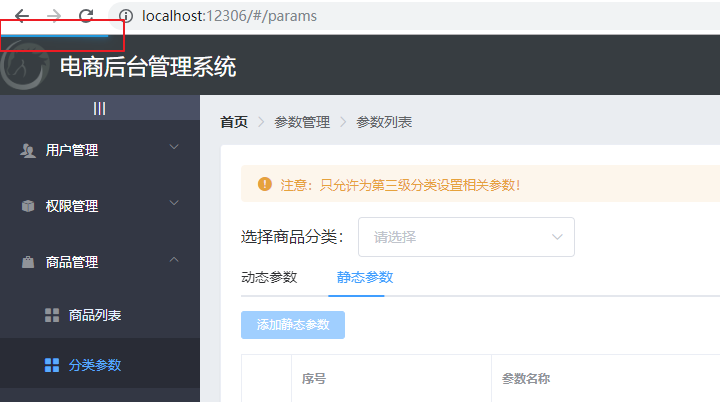 localhost:12306/#/params
电商后台管理系统
|||
首页 参数管理 参数列表
用户管理
权限管理
商品管理
商品列表
分类参数
注意：只允许为第三级分类设置相关参数！
选择商品分类： 请选择
动态参数 静态参数
添加静态参数
序号 参数名称